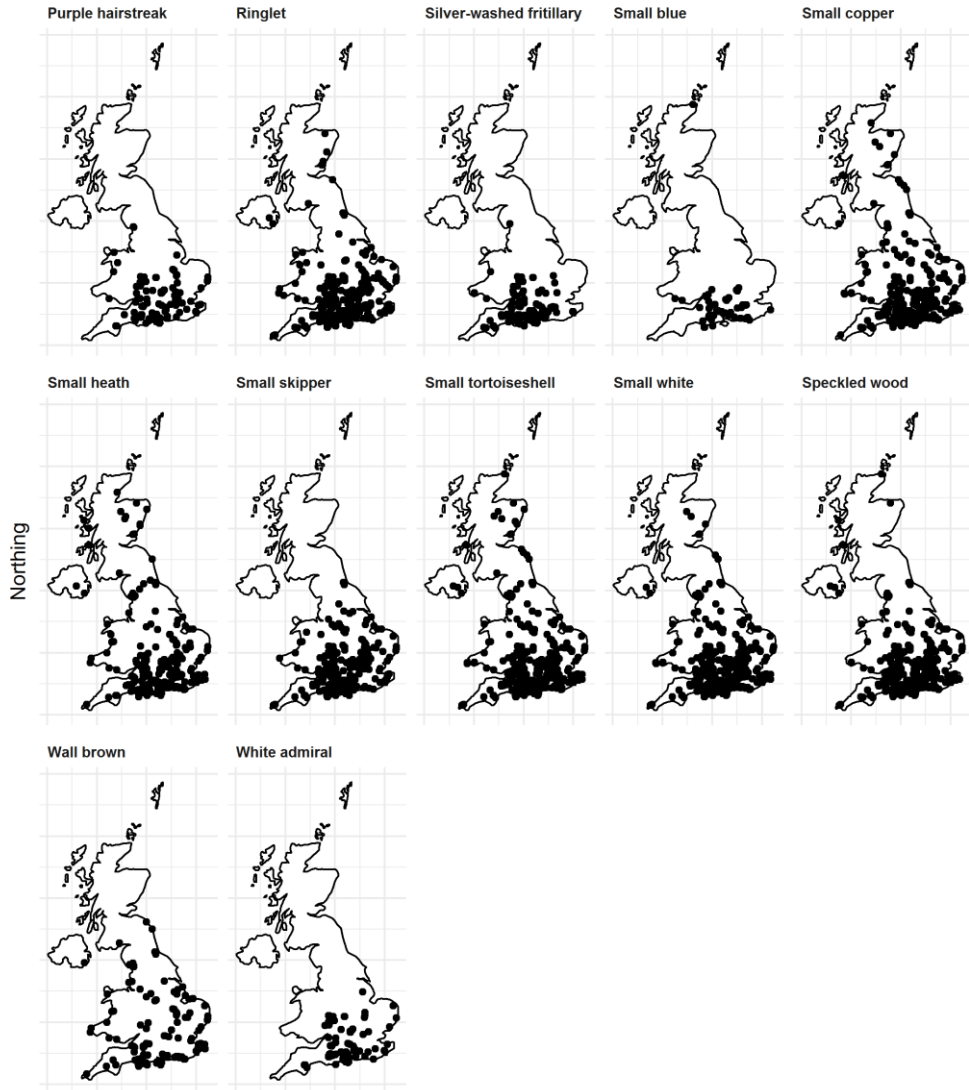 Purple hairstreak
Ringlet
Silver-washed fritillary
Small blue
Small copper
Small heath
Small skipper
Small tortoiseshell
Small white
Speckled wood
Northing
Wall brown
White admiral